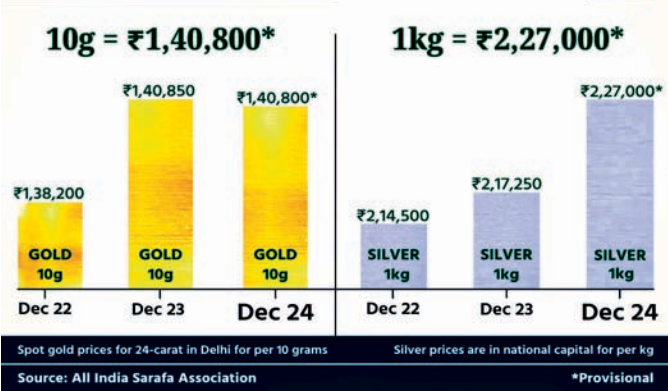 10g = ₹1,40,800*
₹1,38,200
₹1,40,850
₹1,40,800*
GOLD
10g
GOLD
10g
GOLD
10g
Dec 22
Dec 23
Dec 24
1kg = ₹2,27,000*
₹2,14,500
₹2,17,250
₹2,27,000*
SILVER
1kg
SILVER
1kg
SILVER
1kg
Dec 22
Dec 23
Dec 24
Spot gold prices for 24-carat in Delhi for per 10 grams
Silver prices are in national capital for per kg
Source: All India Sarafa Association
*Provisional